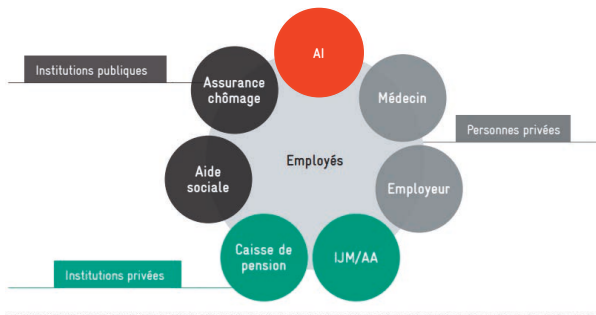 AI
Institutions publiques
Assurance
chômage
Médecin
Personnes privées
Employés
Aide
sociale
Employeur
Caisse de
pension
IJM/AA
Institutions privées